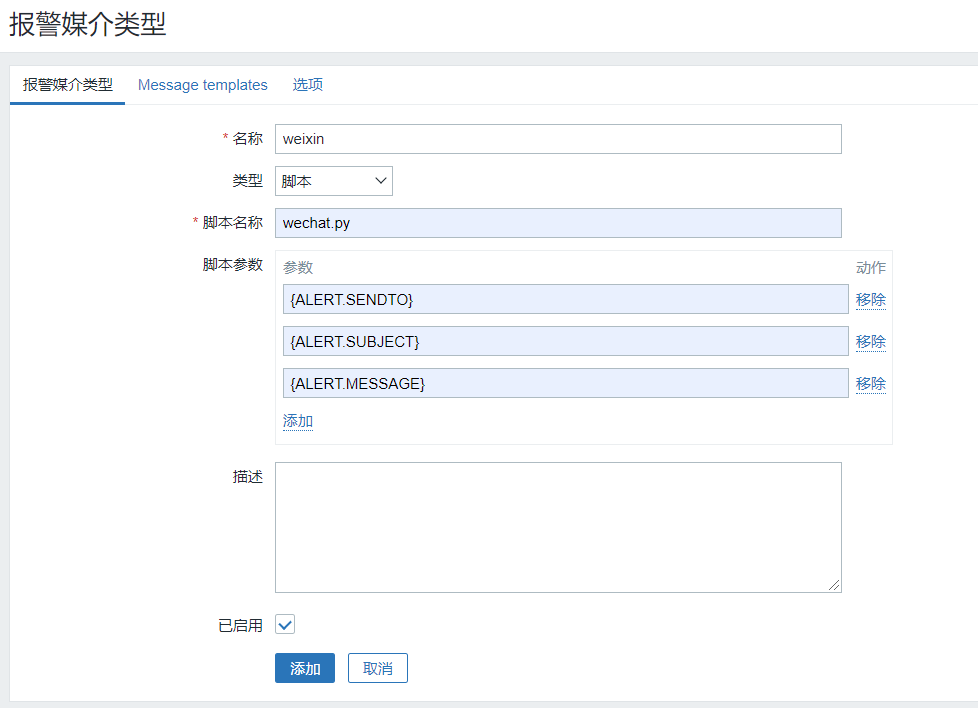 报警媒介类型
报警媒介类型 Message templates 选项
* 名称 weixin
类型 脚本
* 脚本名称 wechat.py
脚本参数 参数 动作
{ALERT.SENDTO} 移除
{ALERT.SUBJECT} 移除
{ALERT.MESSAGE} 移除
添加
描述
已启用
添加 取消